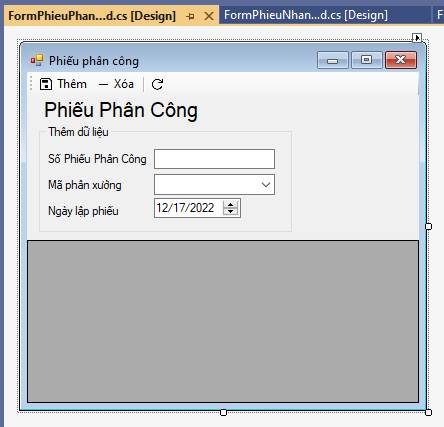 FormPhieuPhan...d.cs [Design]
FormPhieuNhan...d.cs [Design]
F
Phiếu phân công
Thêm
Xóa
Phiếu Phân Công
Thêm dữ liệu
Số Phiếu Phân Công
Mã phân xưởng
Ngày lập phiếu
12/17/2022